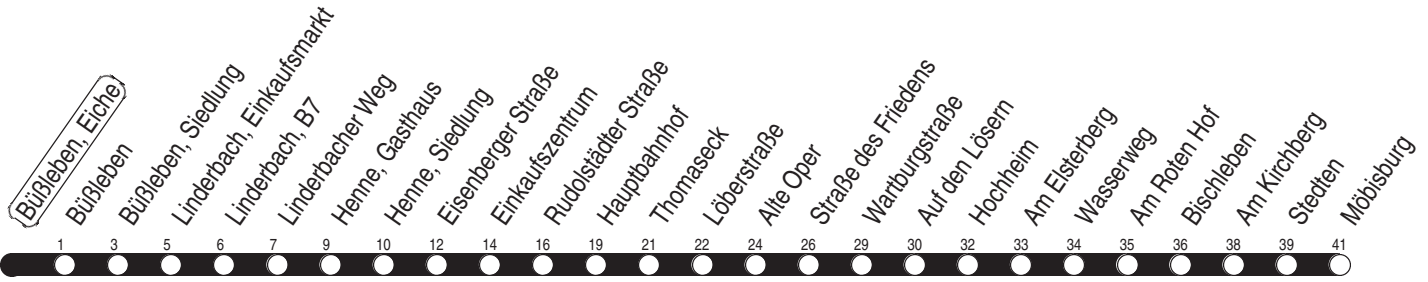 Büßleben, Eiche
Büßleben
Büßleben, Siedlung
Linderbach, Einkaufsmarkt
Linderbach, B7
Linderbacher Weg
Henne, Gasthaus
Henne, Siedlung
Eisenberger Straße
Einkaufszentrum
Rudolstädter Straße
Hauptbahnhof
Thomaseck
Löberstraße
Alte Oper
Straße des Friedens
Wartburgstraße
Auf den Lösern
Hochheim
Am Elsterberg
Wasserweg
Am Roten Hof
Bischleben
Am Kirchberg
Stedten
Möbisburg
1 3 5 6 7 9 10 12 14 16 19 21 22 24 26 29 30 32 33 34 35 36 38 39 41